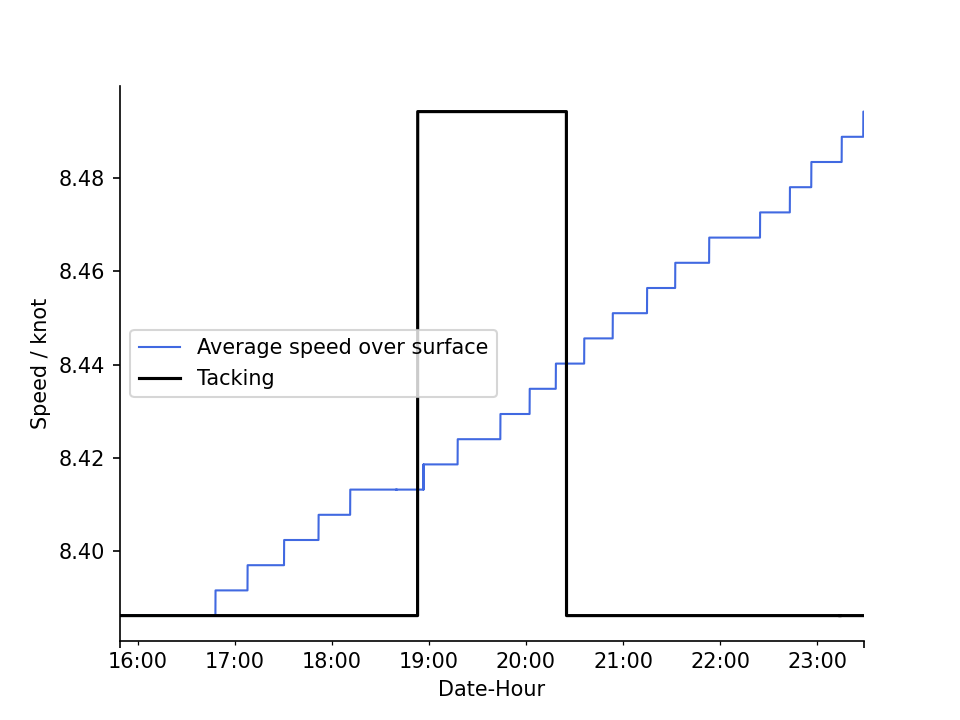 8.48
8.46
8.44
8.42
8.40
Speed / knot
Average speed over surface
Tacking
16:00 17:00 18:00 19:00 20:00 21:00 22:00 23:00
Date-Hour